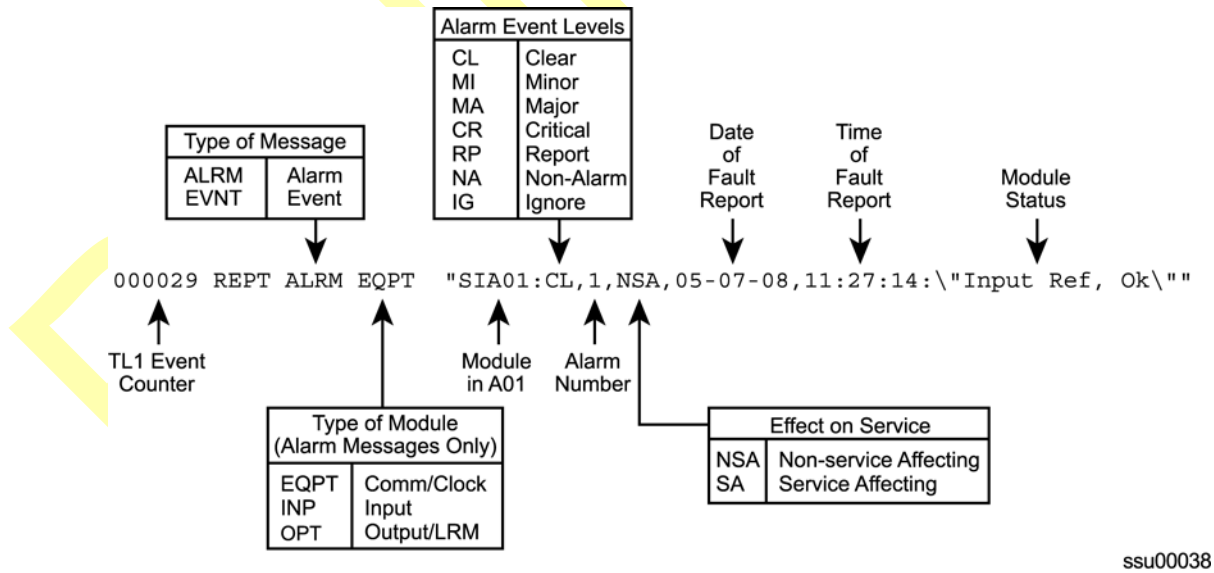 Alarm Event Levels
CL Clear
MI Minor
MA Major
CR Critical
RP Report
NA Non-Alarm
IG Ignore
Type of Message
ALRM Alarm
EVNT Event
Date
of
Fault
Report
Time
of
Fault
Report
Module
Status
000029 REPT ALRM EQPT "SIA01:CL,1,NSA,05-07-08,11:27:14:\"Input Ref, Ok\""
TL1 Event
Counter
Module
in A01
Alarm
Number
Type of Module
(Alarm Messages Only)
EQPT Comm/Clock
INP Input
OPT Output/LRM
Effect on Service
NSA Non-service Affecting
SA Service Affecting
ssu00038